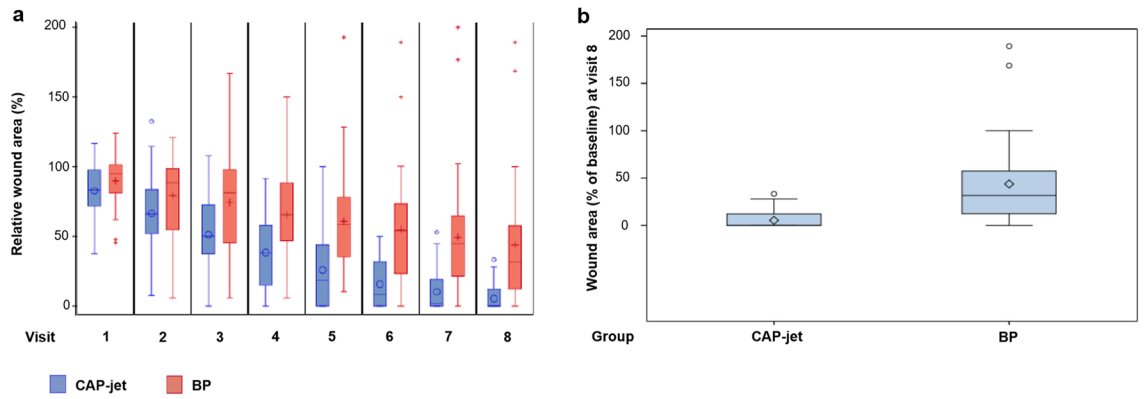 a
Relative wound area (%)
200
150
100
50
0
Visit 1 2 3 4 5 6 7 8
CAP-jet BP
b
Wound area (% of baseline) at visit 8
200
150
100
50
0
Group CAP-jet BP